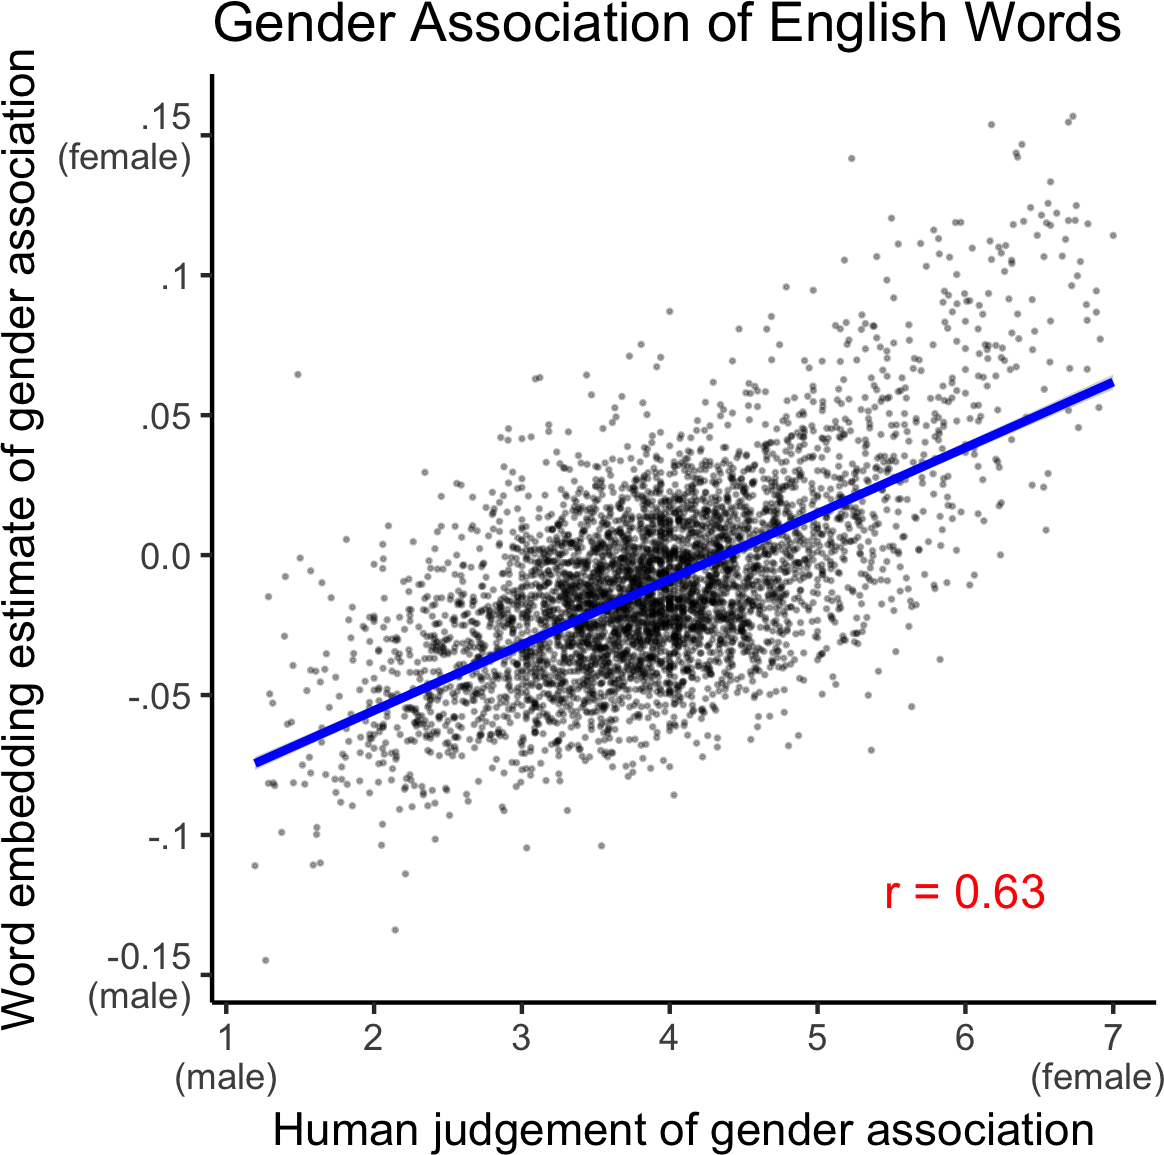 Gender Association of English Words
Word embedding estimate of gender association
.15
(female)
.1
.05
0.0
-.05
-.1
-0.15
(male)
r = 0.63
1
(male)
2
3
4
5
6
7
(female)
Human judgement of gender association